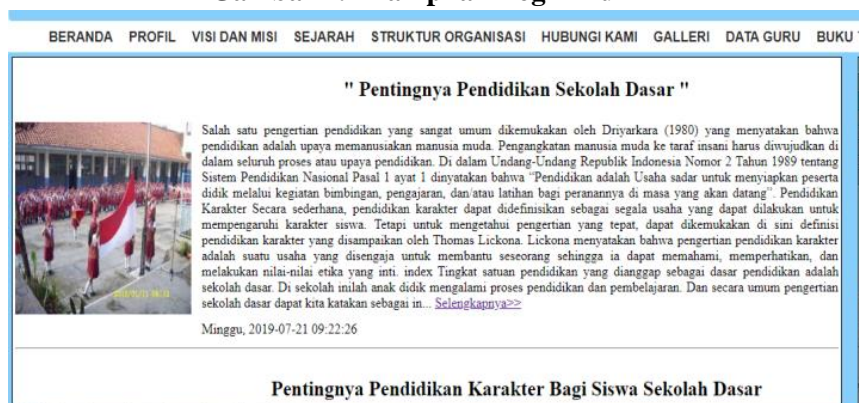 BERANDA PROFIL VISI DAN MISI SEJARAH STRUKTUR ORGANISASI HUBUNGI KAMI GALLERI DATA GURU BUKU
" Pentingnya Pendidikan Sekolah Dasar "
Salah satu pengertian pendidikan yang sangat umum dikemukakan oleh Driyarkara (1980) yang menyatakan bahwa
pendidikan adalah upaya memanusiakan manusia muda. Pengangkatan manusia muda ke taraf insani harus diwujudkan di
dalam seluruh proses atau upaya pendidikan. Di dalam Undang-Undang Republik Indonesia Nomor 2 Tahun 1989 tentang
Sistem Pendidikan Nasional Pasal 1 ayat 1 dinyatakan bahwa “Pendidikan adalah Usaha sadar untuk menyiapkan peserta
didik melalui kegiatan bimbingan, pengajaran, dan/atau latihan bagi peranannya di masa yang akan datang”. Pendidikan
Karakter Secara sederhana, pendidikan karakter dapat didefinisikan sebagai segala usaha yang dapat dilakukan untuk
mempengaruhi karakter siswa. Tetapi untuk mengetahui pengertian yang tepat, dapat dikemukakan di sini definisi
pendidikan karakter yang disampaikan oleh Thomas Lickona. Lickona menyatakan bahwa pengertian pendidikan karakter
adalah suatu usaha yang disengaja untuk membantu seseorang sehingga ia dapat memahami, memperhatikan, dan
melakukan nilai-nilai etika yang inti. index Tingkat satuan pendidikan yang dianggap sebagai dasar pendidikan adalah
sekolah dasar. Di sekolah inilah anak didik mengalami proses pendidikan dan pembelajaran. Dan secara umum pengertian
sekolah dasar dapat kita katakan sebagai in... Selengkapnya>>
Minggu, 2019-07-21 09:22:26
Pentingnya Pendidikan Karakter Bagi Siswa Sekolah Dasar